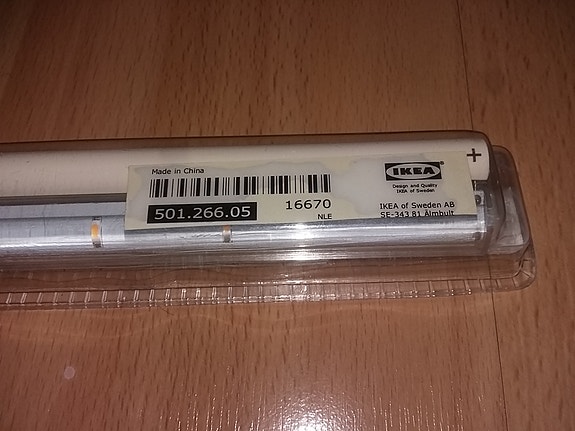 Made in China
501.266.05
16670
NLE
+
IKEA
Design and Quality
IKEA of Sweden
IKEA of Sweden AB
SE-343 81 Älmhult